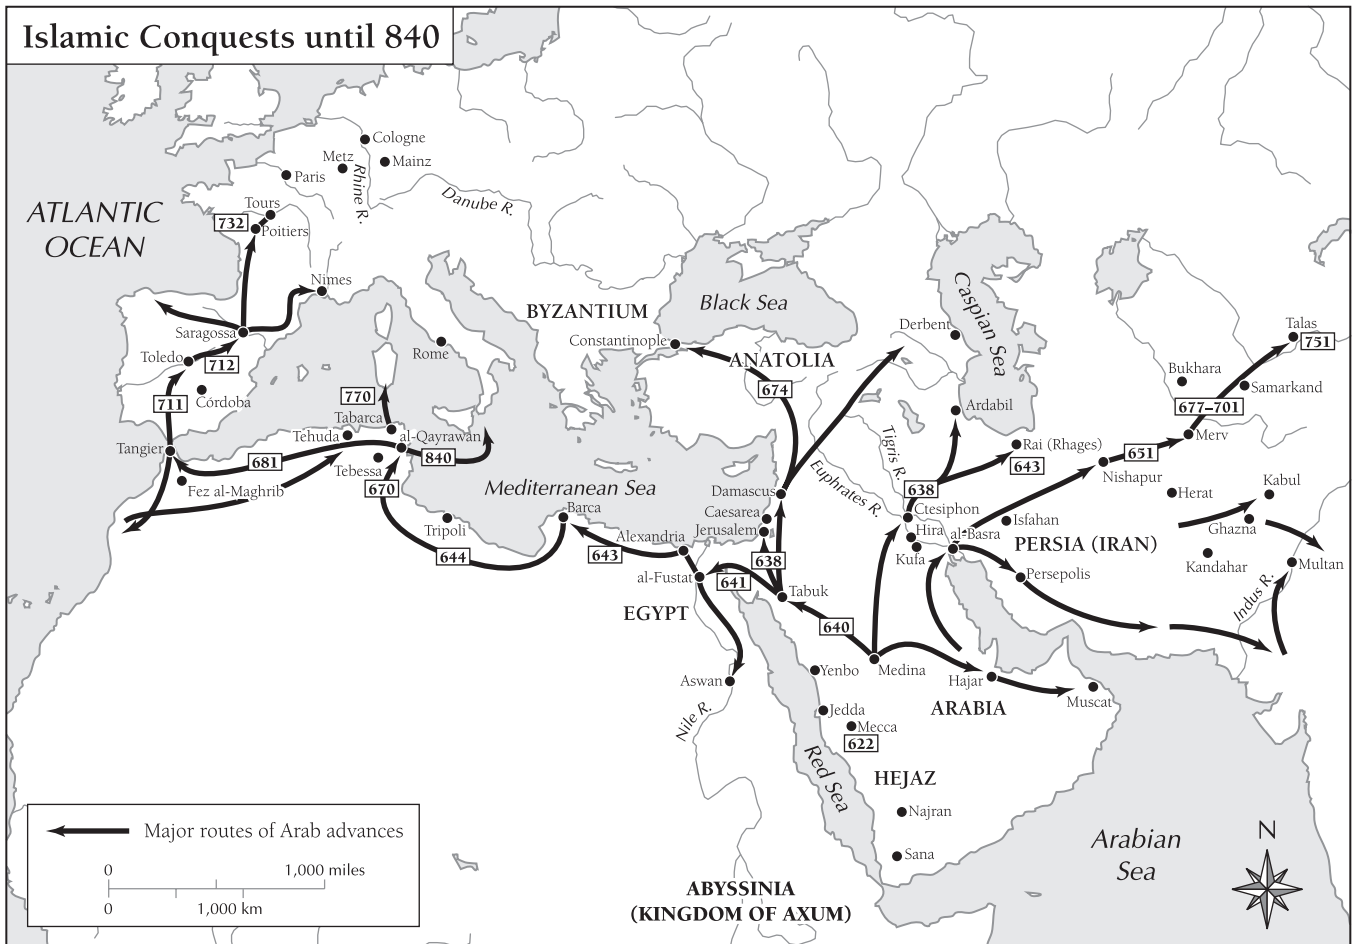 Islamic Conquests until 840
ATLANTIC
OCEAN
Cologne
Metz
Mainz
Paris
Rhine R.
Danube R.
Tours
732
Poitiers
Nimes
Saragossa
Toledo
712
Córdoba
711
Tangier
Rome
770
Tabarca
Tehuda
al-Qayrawan
681
840
Tebessa
670
Fez al-Maghrib
Tripoli
644
Mediterranean Sea
Barca
643
Alexandria
al-Fustat
641
EGYPT
Aswan
Nile R.
BYZANTIUM
Constantinople
Black Sea
ANATOLIA
674
Derbent
Caspian Sea
Ardabil
Tigris R.
Euphrates R.
Rai (Rhages)
643
638
Damascus
Caesarea
Jerusalem
638
Tabuk
Ctesiphon
Hira
Kufa
al-Basra
Isfahan
PERSIA (IRAN)
Persepolis
Nishapur
651
Merv
677–701
Bukhara
Samarkand
Talas
751
Herat
Kabul
Ghazna
Kandahar
Multan
Indus R.
640
Medina
Yenbo
Hajar
Muscat
ARABIA
Jedda
Mecca
622
Red Sea
HEJAZ
Najran
Sana
ABYSSINIA
(KINGDOM OF AXUM)
Arabian
Sea
N
Major routes of Arab advances
0
1,000 miles
0
1,000 km